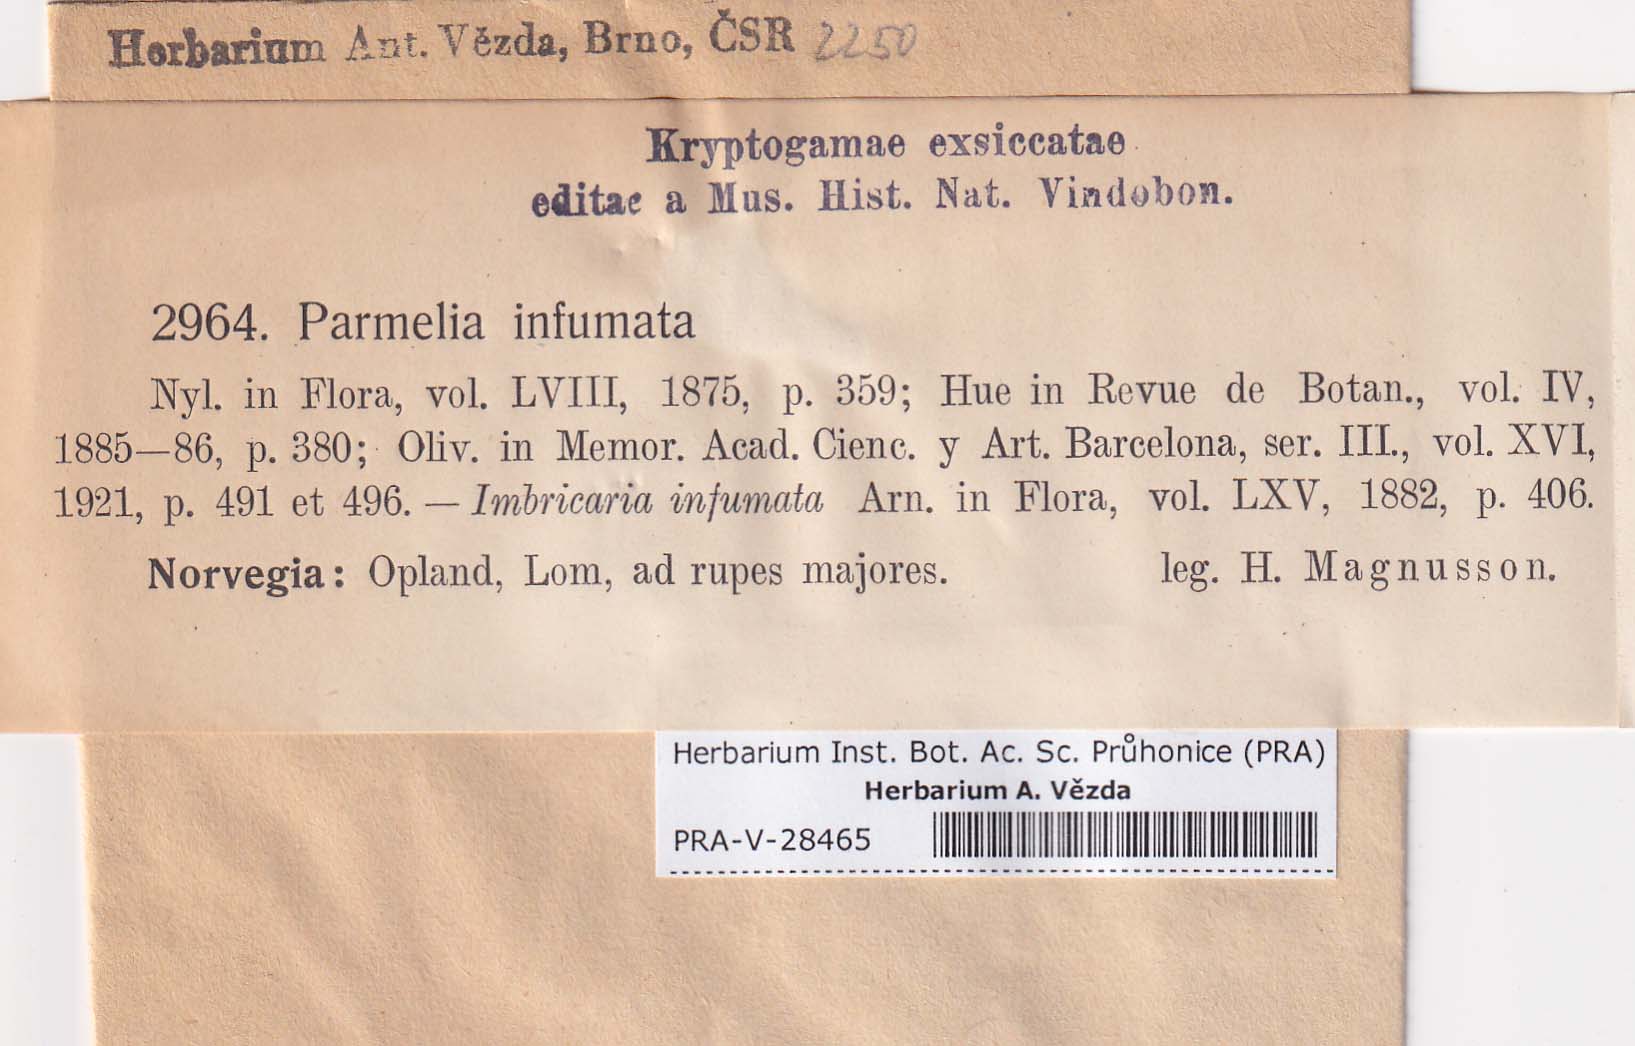 Herbarium Ant. Vězda, Brno, ČSR 2250
Kryptogamae exsiccatae
editae a Mus. Hist. Nat. Vindobon.
2964. Parmelia infumata
Nyl. in Flora, vol. LVIII, 1875, p. 359; Hue in Revue de Botan., vol. IV,
1885—86, p. 380; Oliv. in Memor. Acad. Cienc. y Art. Barcelona, ser. III., vol. XVI,
1921, p. 491 et 496. — Imbricaria infumata Arn. in Flora, vol. LXV, 1882, p. 406.
Norvegia: Opland, Lom, ad rupes majores. leg. H. Magnusson.
Herbarium Inst. Bot. Ac. Sc. Průhonice (PRA)
Herbarium A. Vězda
PRA-V-28465